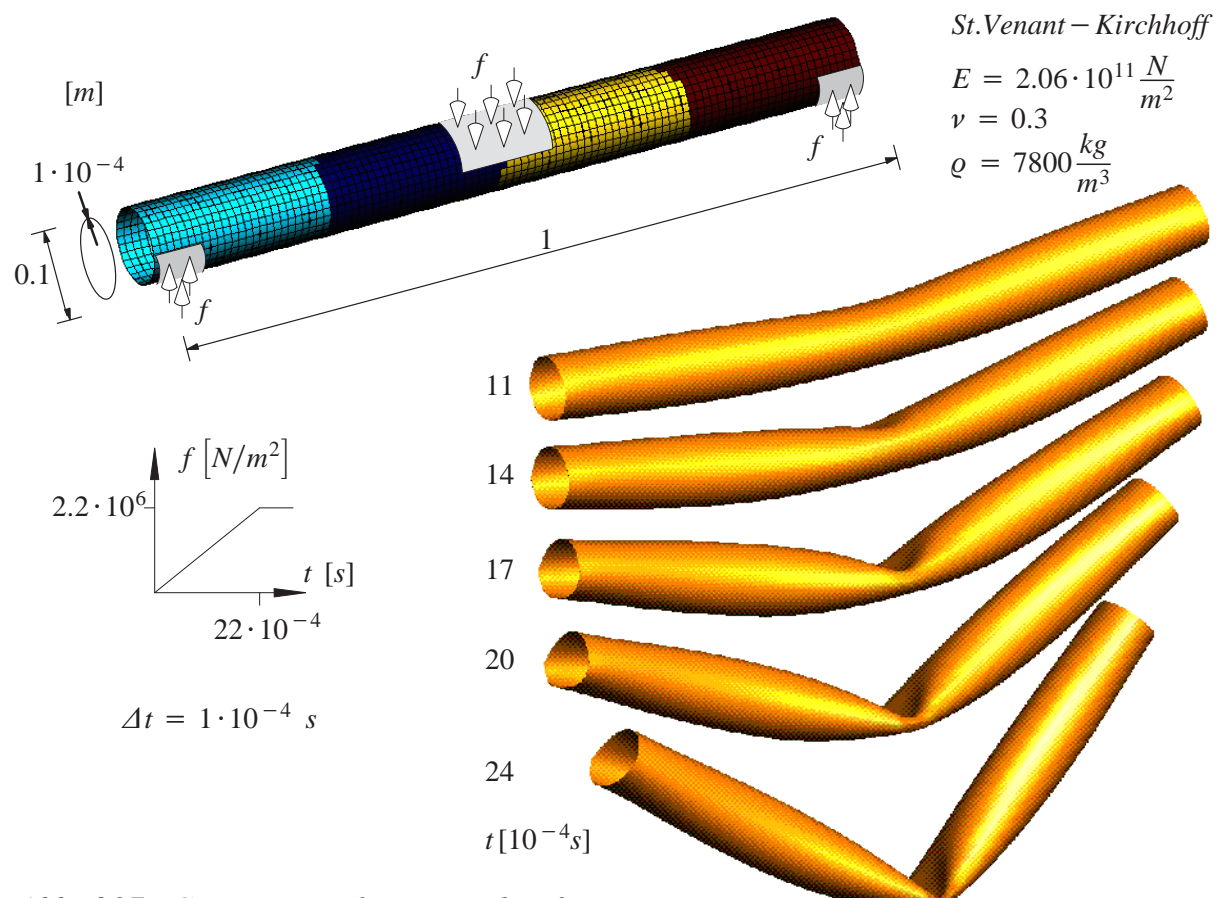 St.Venant – Kirchhoff
E = 2.06·10¹¹ N/m²
ν = 0.3
ϱ = 7800 kg/m³
[m]
f
f
f
1·10⁻⁴
0.1
1
11
14
17
20
24
t[10⁻⁴s]
f [N/m²]
2.2·10⁶
t [s]
22·10⁻⁴
Δt = 1·10⁻⁴ s